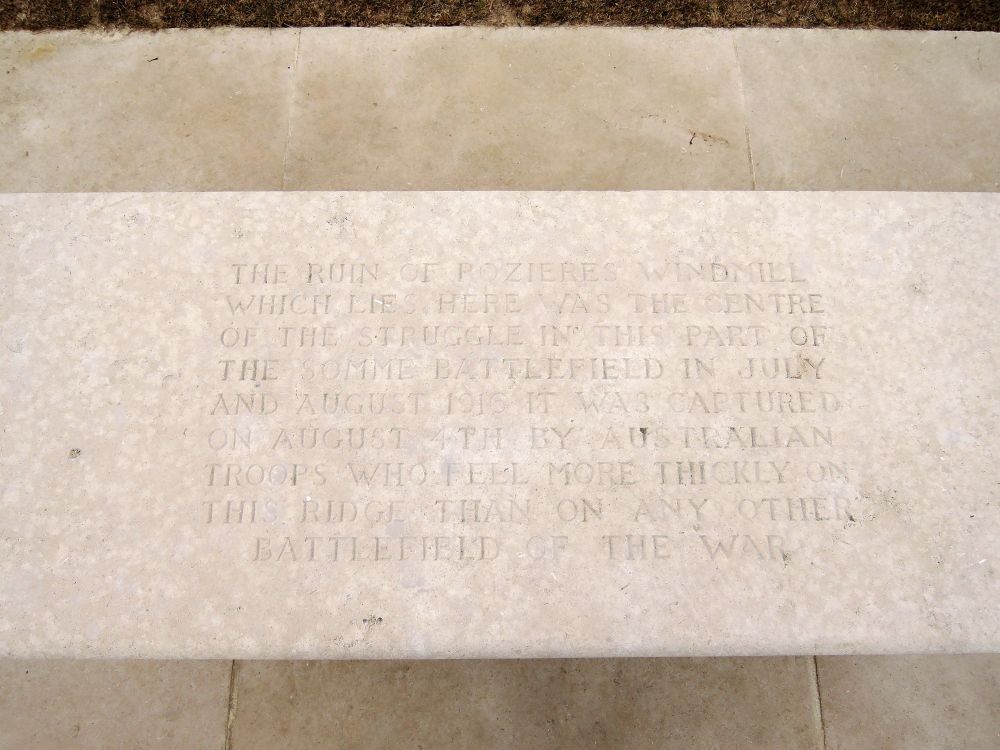 THE RUIN OF POZIERES WINDMILL
WHICH LIES HERE WAS THE CENTRE
OF THE STRUGGLE IN THIS PART OF
THE SOMME BATTLEFIELD IN JULY
AND AUGUST 1916 IT WAS CAPTURED
ON AUGUST 4TH BY AUSTRALIAN
TROOPS WHO FELL MORE THICKLY ON
THIS RIDGE THAN ON ANY OTHER
BATTLEFIELD OF THE WAR